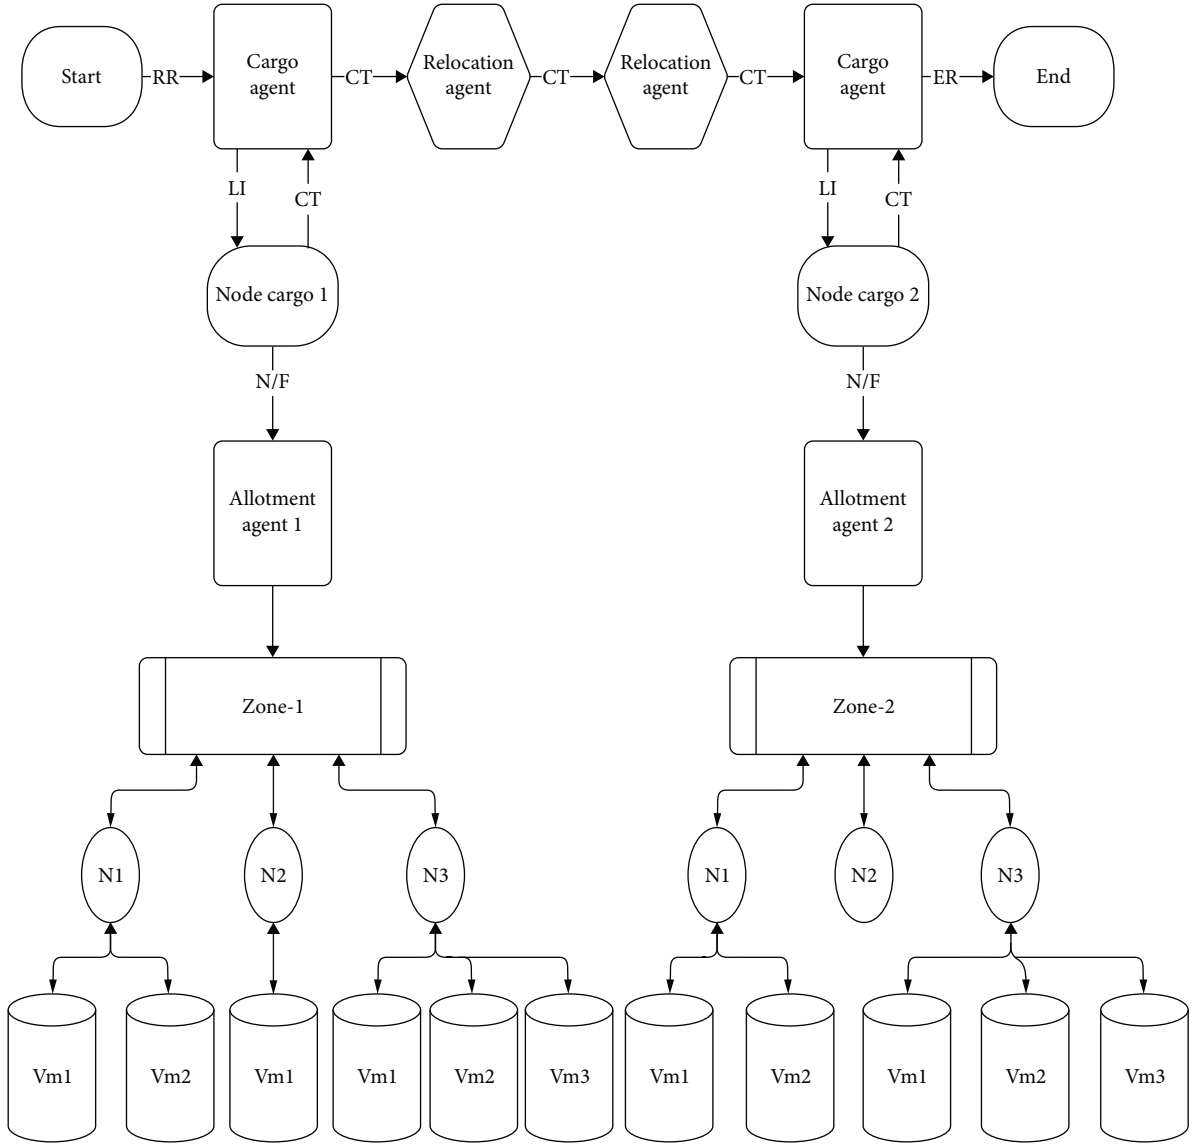 Start
RR
Cargo
agent
CT
Relocation
agent
CT
Relocation
agent
CT
Cargo
agent
ER
End
LI
CT
LI
CT
Node cargo 1
Node cargo 2
N/F
N/F
Allotment
agent 1
Allotment
agent 2
Zone-1
Zone-2
N1
N2
N3
N1
N2
N3
Vm1
Vm2
Vm1
Vm1
Vm2
Vm3
Vm1
Vm2
Vm1
Vm2
Vm3